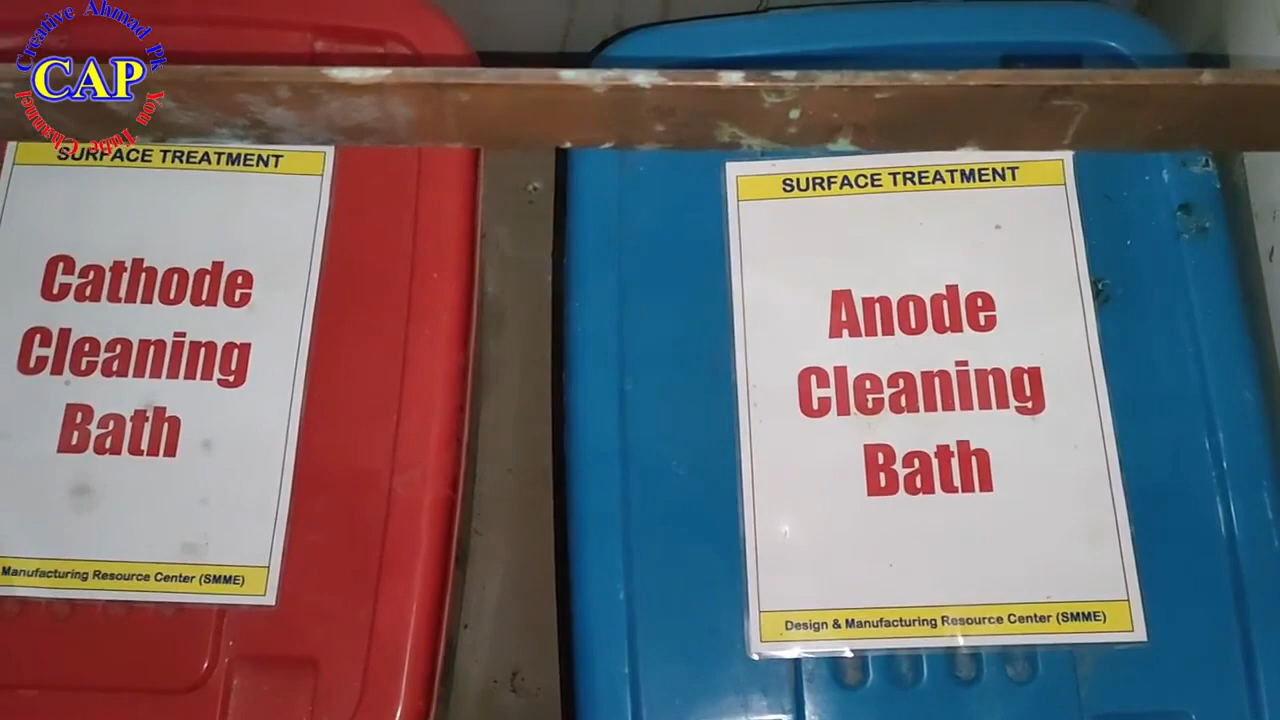 Creative Ahmad Pk
CAP
You Tube Channel
SURFACE TREATMENT
Cathode
Cleaning
Bath
Manufacturing Resource Center (SMME)
SURFACE TREATMENT
Anode
Cleaning
Bath
Design & Manufacturing Resource Center (SMME)